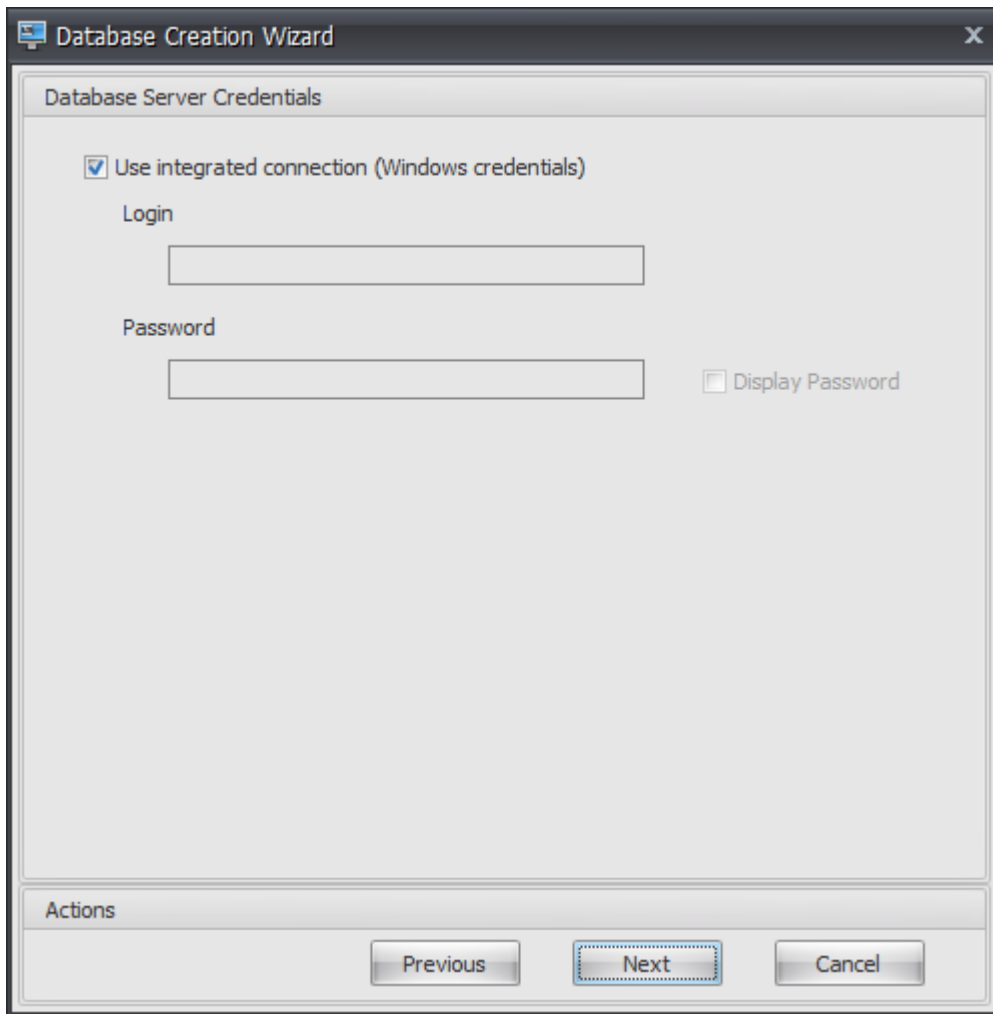 Database Creation Wizard
Database Server Credentials
Use integrated connection (Windows credentials)
Login
Password
Display Password
Actions
Previous Next Cancel